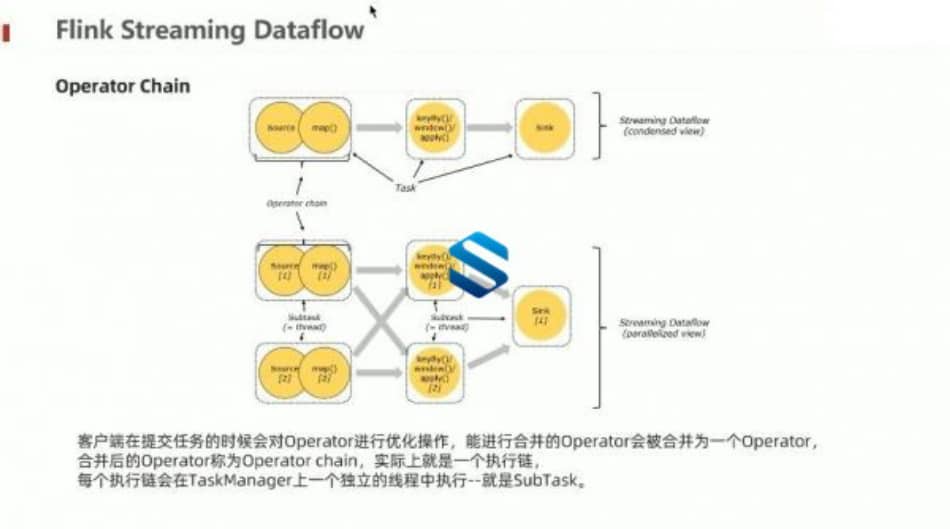 Flink Streaming Dataflow
Operator Chain
Source
map()
keyBy()/
window()/
apply()
Sink
Streaming Dataflow
(condensed view)
Task
Operator chain
Source
[1]
map()
[1]
keyBy()/
window()/
apply()
[1]
Subtask
(= thread)
Subtask
(= thread)
Sink
[1]
Streaming Dataflow
(parallelized view)
Source
[2]
map()
[2]
keyBy()/
window()/
apply()
[2]
客户端在提交任务的时候会对Operator进行优化操作，能进行合并的Operator会被合并为一个Operator，
合并后的Operator称为Operator chain，实际上就是一个执行链，
每个执行链会在TaskManager上一个独立的线程中执行--就是SubTask。